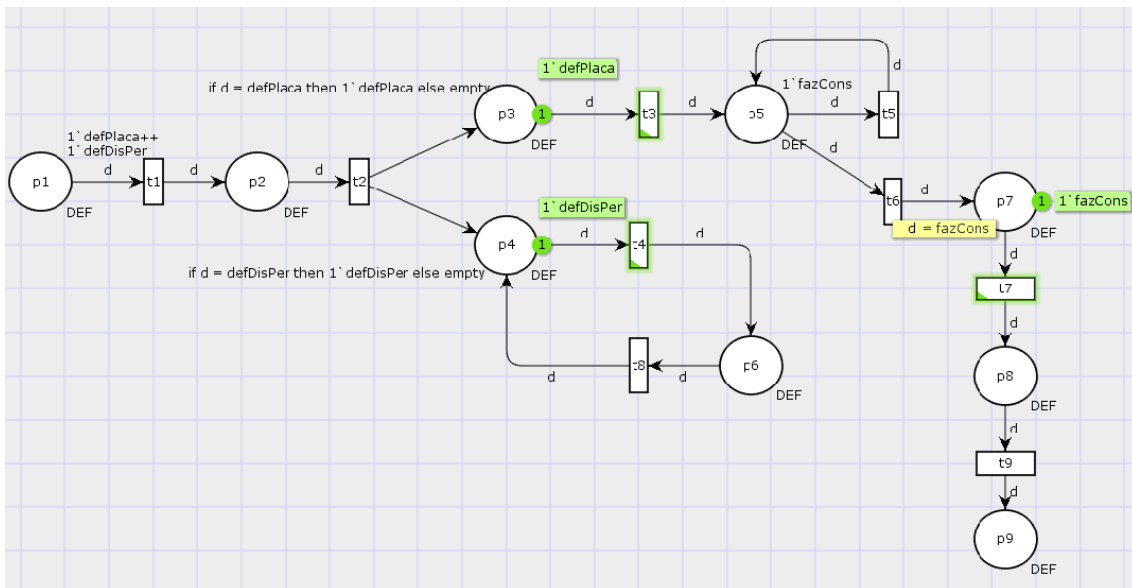 1`defPlaca
if d = defPlaca then 1`defPlaca else empty
p3
1
d
t3
d
DEF
d
1`fazCons
p5
d
t5
DEF
d
1`defPlaca++
1`defDisPer
p1
d
t1
d
p2
d
t2
DEF
DEF
t6
d
p7
1
1`fazCons
d = fazCons
DEF
1`defDisPer
p4
1
d
t4
d
DEF
if d = defDisPer then 1`defDisPer else empty
d
t7
d
d
t8
d
p6
DEF
p8
DEF
d
t9
d
p9
DEF